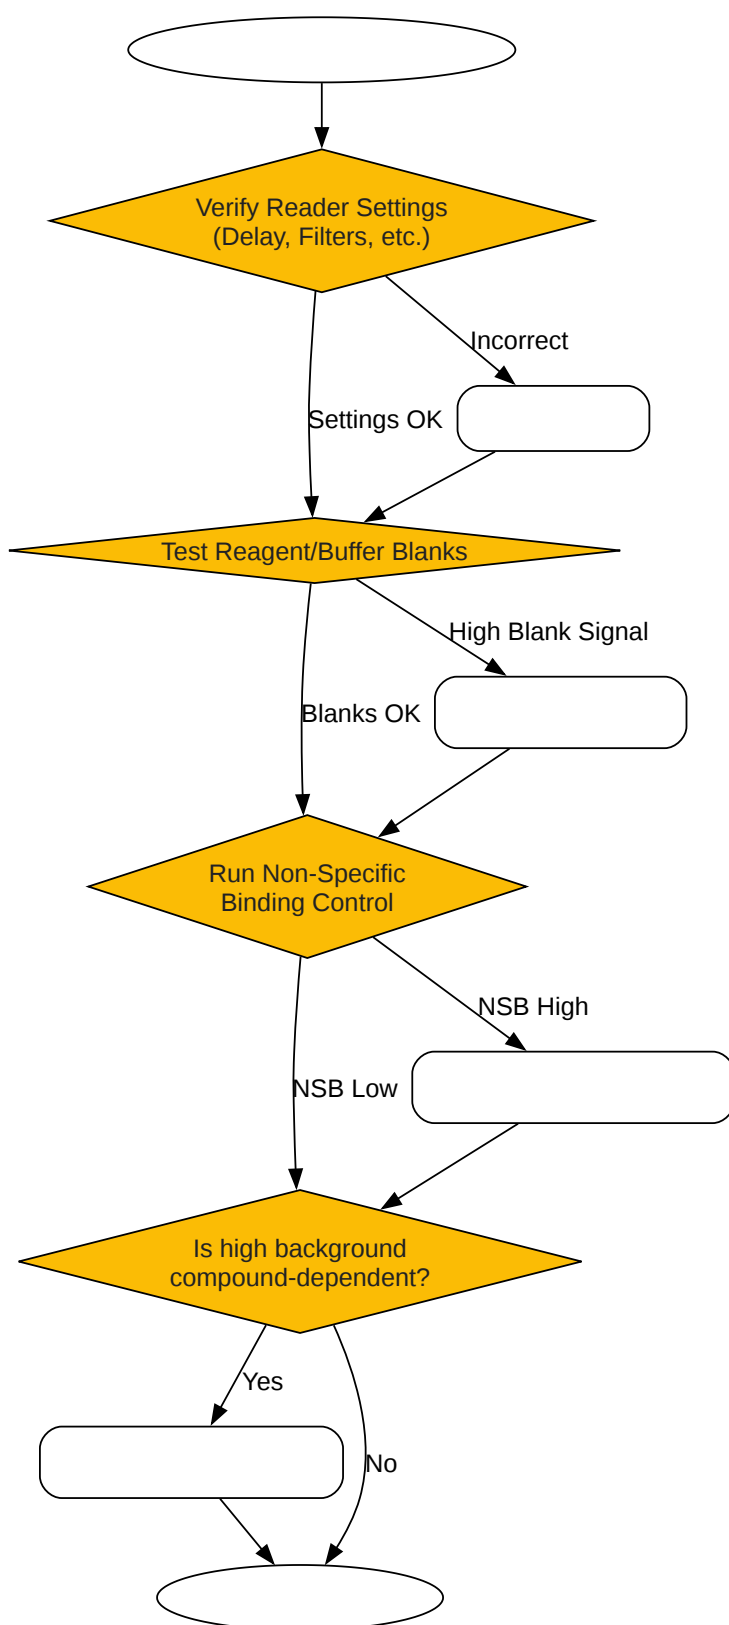 Verify Reader Settings
(Delay, Filters, etc.)
Incorrect
Settings OK
Test Reagent/Buffer Blanks
High Blank Signal
Blanks OK
Run Non-Specific
Binding Control
NSB High
NSB Low
Is high background
compound-dependent?
Yes
No